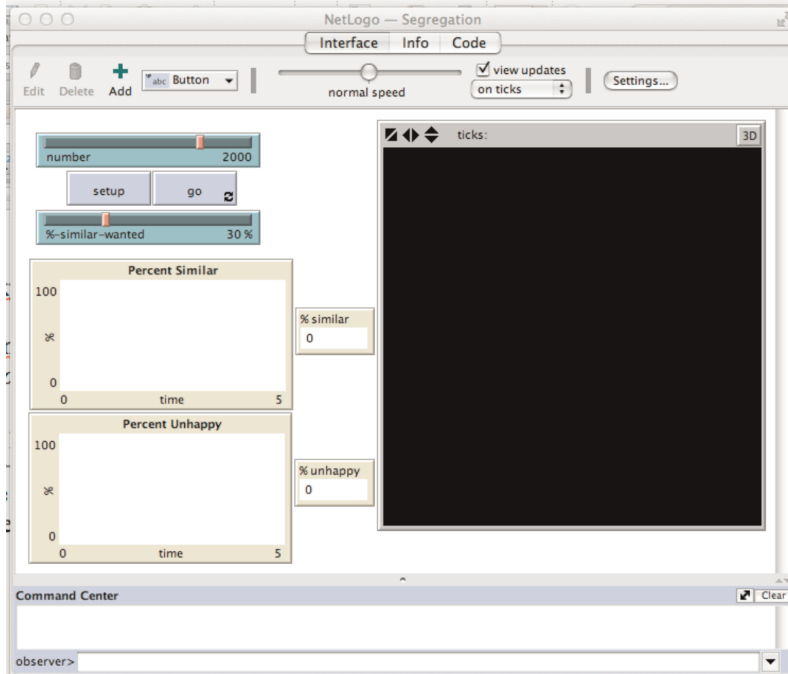 NetLogo — Segregation
Interface Info Code
Edit Delete Add abc Button normal speed view updates on ticks Settings...
number 2000
setup go
%-similar-wanted 30 %
ticks: 3D
Percent Similar
100
%
0
0 time 5
% similar
0
Percent Unhappy
100
%
0
0 time 5
% unhappy
0
Command Center Clear
observer>